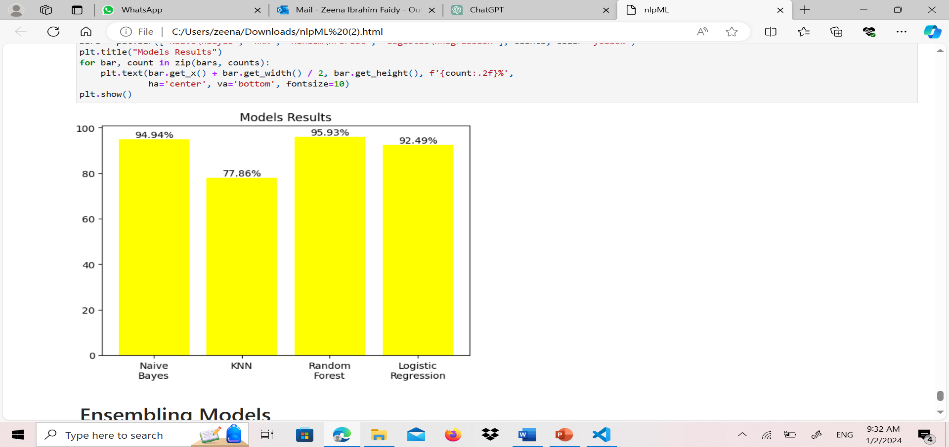 WhatsApp
Mail - Zeena Ibrahim Faidy - Ou
ChatGPT
nlpML
File
C:/Users/zeena/Downloads/nlpML%20(2).html
plt.title("Models Results")
for bar, count in zip(bars, counts):
plt.text(bar.get_x() + bar.get_width() / 2, bar.get_height(), f'{count:.2f}%',
ha='center', va='bottom', fontsize=10)
plt.show()
Models Results
100
80
60
40
20
0
94.94%
77.86%
95.93%
92.49%
Naive
Bayes
KNN
Random
Forest
Logistic
Regression
Ensembling Models
Type here to search
ENG
9:32 AM
1/2/2024
4